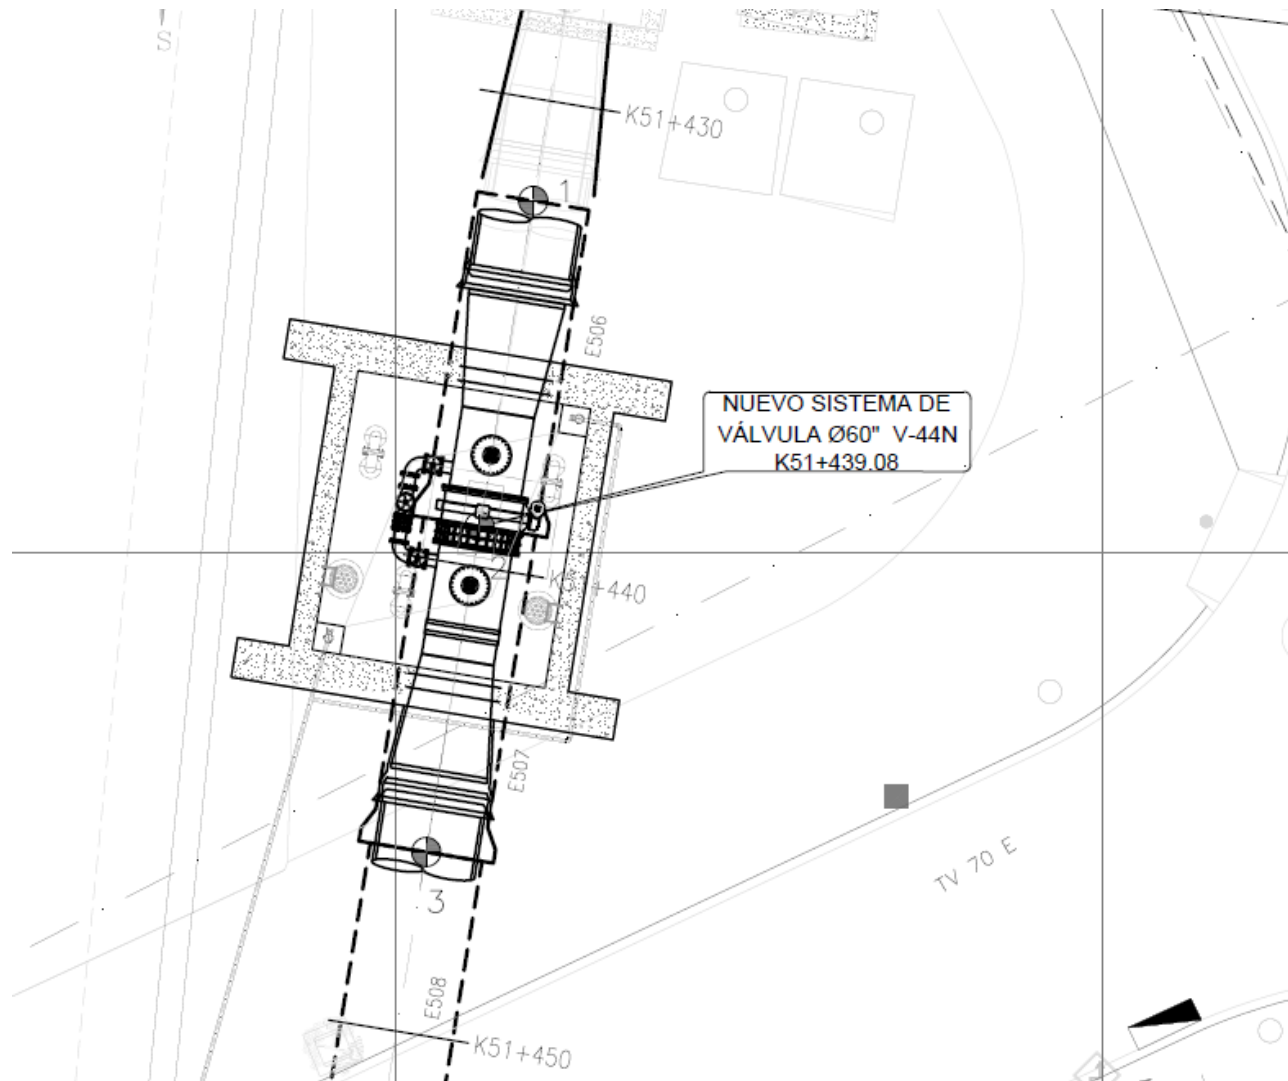 S
K51+430
1
E506
NUEVO SISTEMA DE
VÁLVULA Ø60" V-44N
K51+439.08
2
K51+440
E507
TV 70 E
3
E508
K51+450